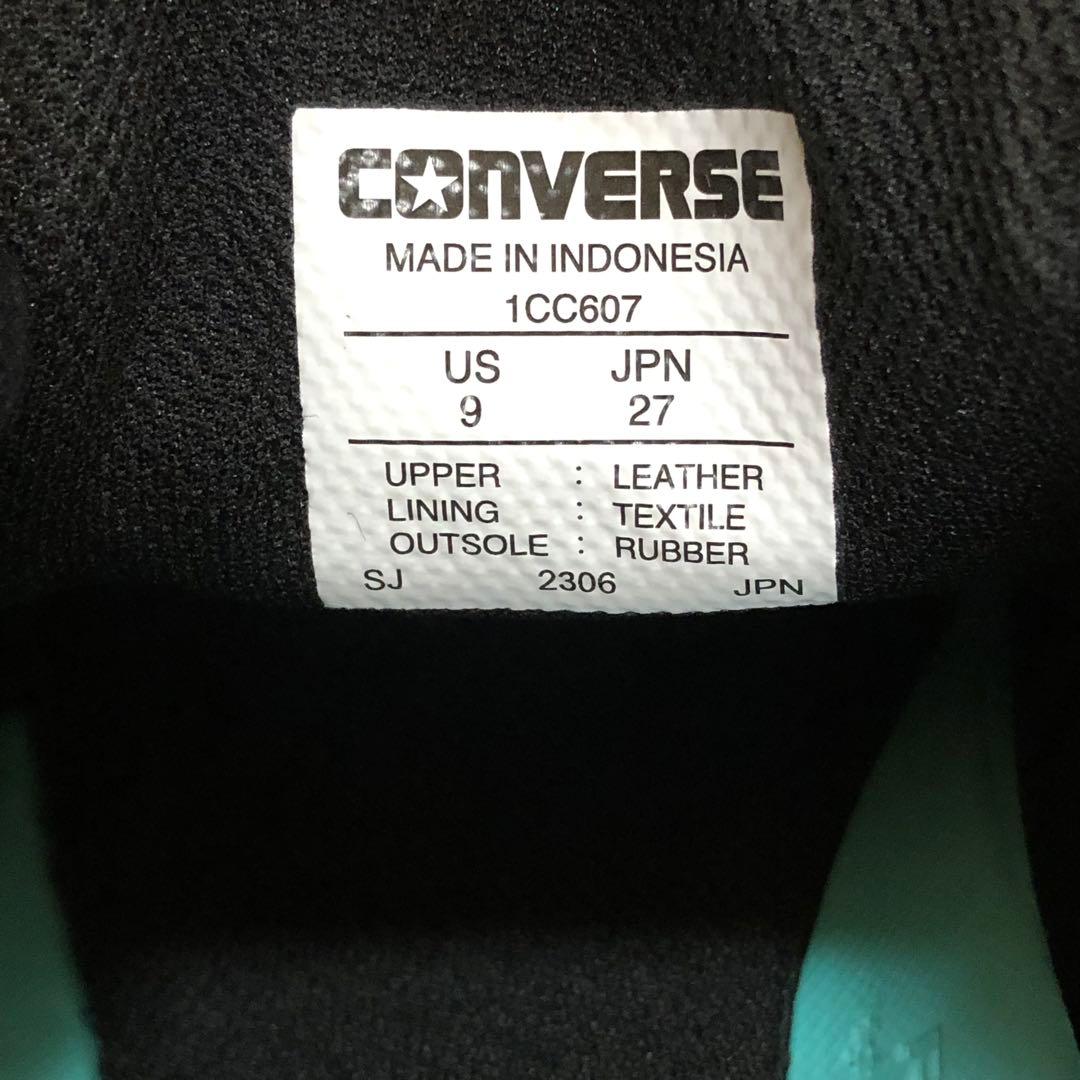 CONVERSE
MADE IN INDONESIA
1CC607
US JPN
9 27
UPPER : LEATHER
LINING : TEXTILE
OUTSOLE : RUBBER
SJ 2306 JPN